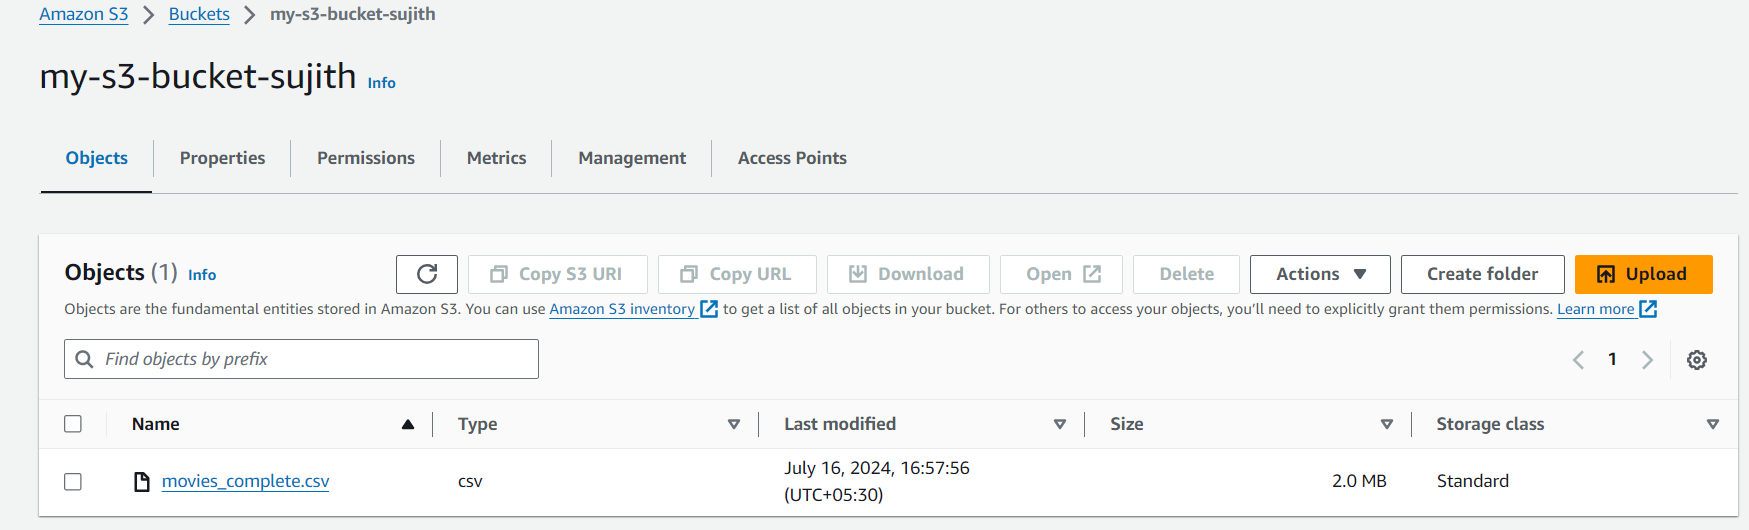 Amazon S3 > Buckets > my-s3-bucket-sujith
my-s3-bucket-sujith Info
Objects Properties Permissions Metrics Management Access Points
Objects (1) Info Copy S3 URI Copy URL Download Open Delete Actions Create folder Upload
Objects are the fundamental entities stored in Amazon S3. You can use Amazon S3 inventory to get a list of all objects in your bucket. For others to access your objects, you'll need to explicitly grant them permissions. Learn more
Find objects by prefix < 1 >
Name Type Last modified Size Storage class
movies_complete.csv csv July 16, 2024, 16:57:56 2.0 MB Standard
(UTC+05:30)